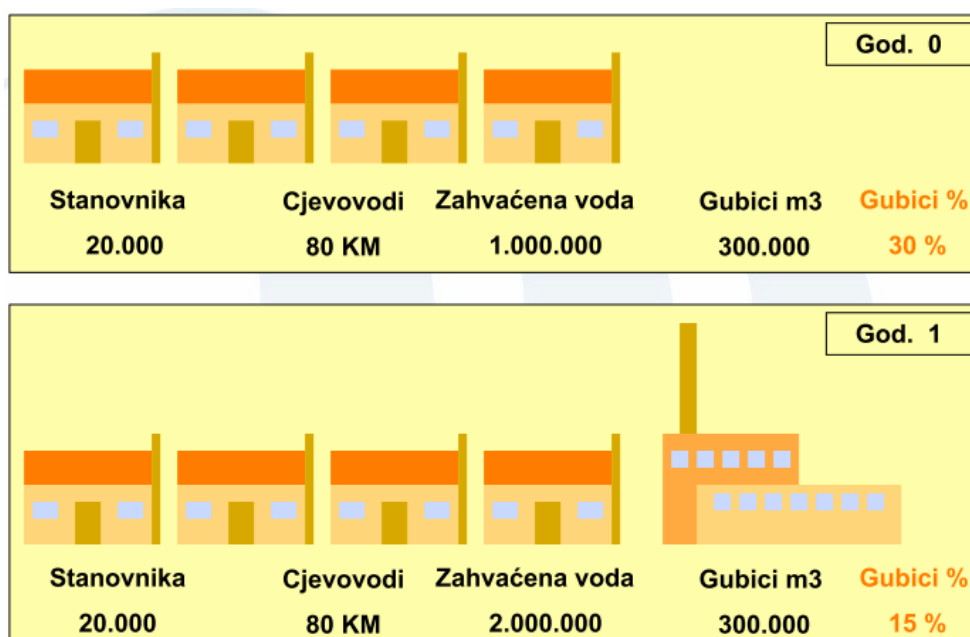 God. 0
Stanovnika Cjevovodi Zahvaćena voda Gubici m3 Gubici %
20.000 80 KM 1.000.000 300.000 30 %
God. 1
Stanovnika Cjevovodi Zahvaćena voda Gubici m3 Gubici %
20.000 80 KM 2.000.000 300.000 15 %